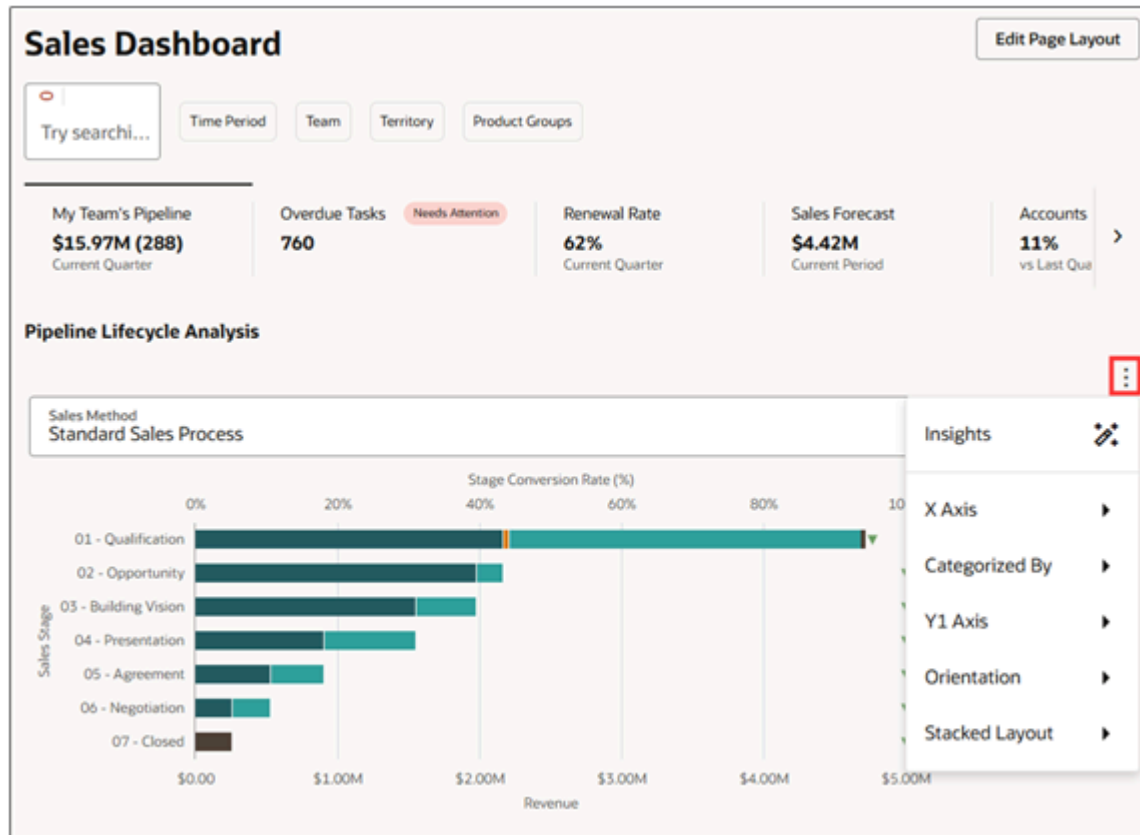 Sales Dashboard
Edit Page Layout
Try searchi...
Time Period
Team
Territory
Product Groups
My Team's Pipeline
$15.97M (288)
Current Quarter
Overdue Tasks
Needs Attention
760
Renewal Rate
62%
Current Quarter
Sales Forecast
$4.42M
Current Period
Accounts
11%
vs Last Qua
Pipeline Lifecycle Analysis
Sales Method
Standard Sales Process
Insights
X Axis
Categorized By
Y1 Axis
Orientation
Stacked Layout
Stage Conversion Rate (%)
0% 20% 40% 60% 80% 10
Sales Stage
01 - Qualification
02 - Opportunity
03 - Building Vision
04 - Presentation
05 - Agreement
06 - Negotiation
07 - Closed
$0.00 $1.00M $2.00M $3.00M $4.00M $5.00M
Revenue